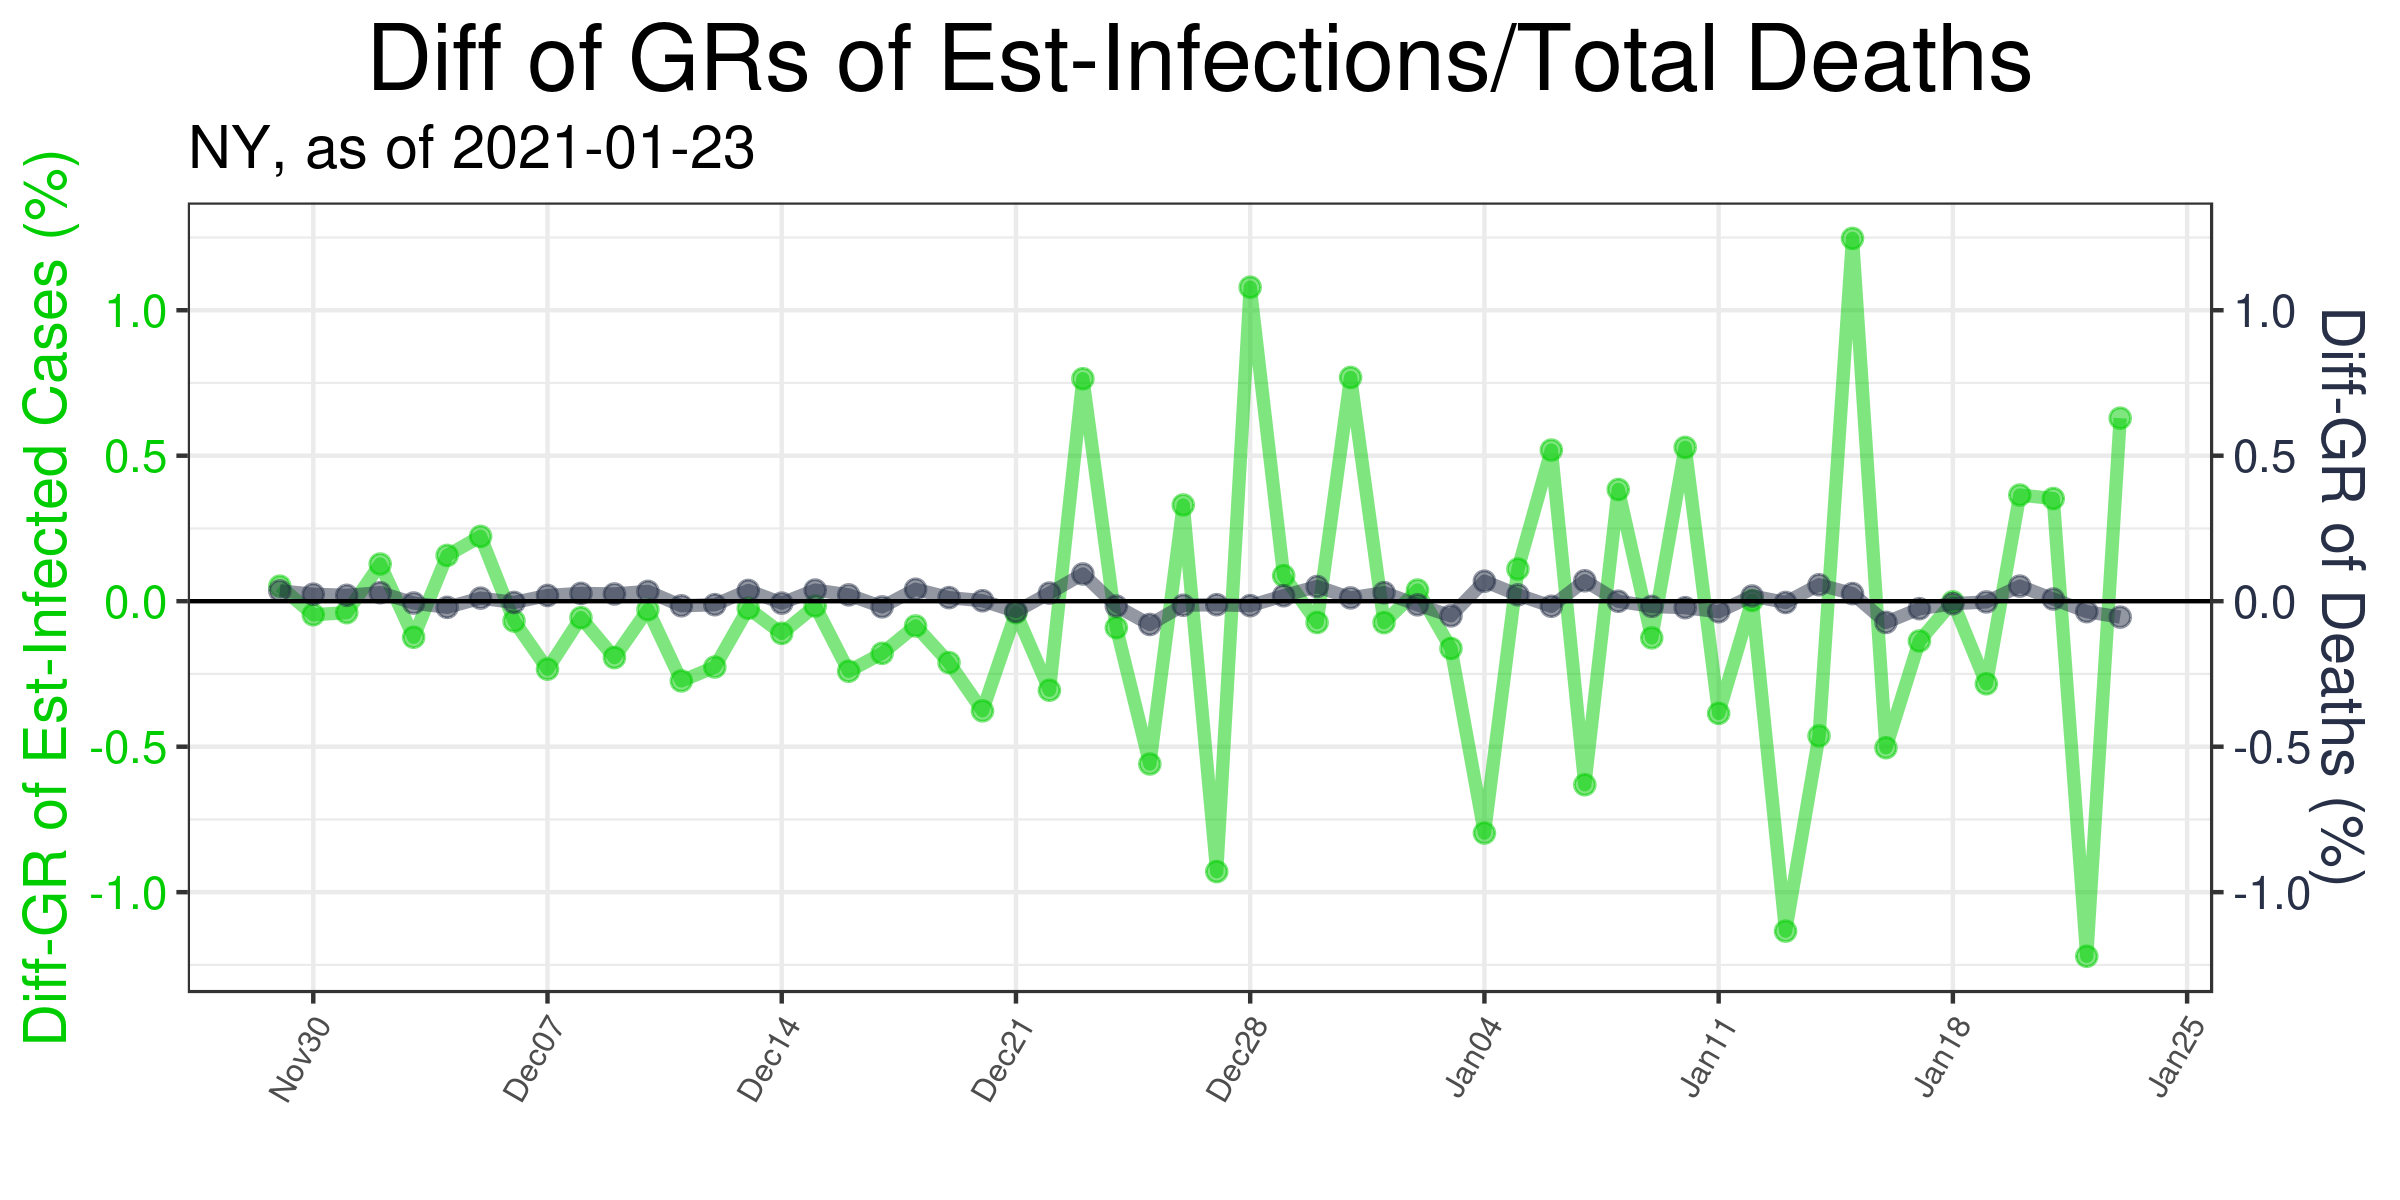 Diff of GRs of Est-Infections/Total Deaths
NY, as of 2021-01-23
Diff-GR of Est-Infected Cases (%)
1.0
0.5
0.0
-0.5
-1.0
1.0
0.5
0.0
-0.5
-1.0
Diff-GR of Deaths (%)
Nov30
Dec07
Dec14
Dec21
Dec28
Jan04
Jan11
Jan18
Jan25